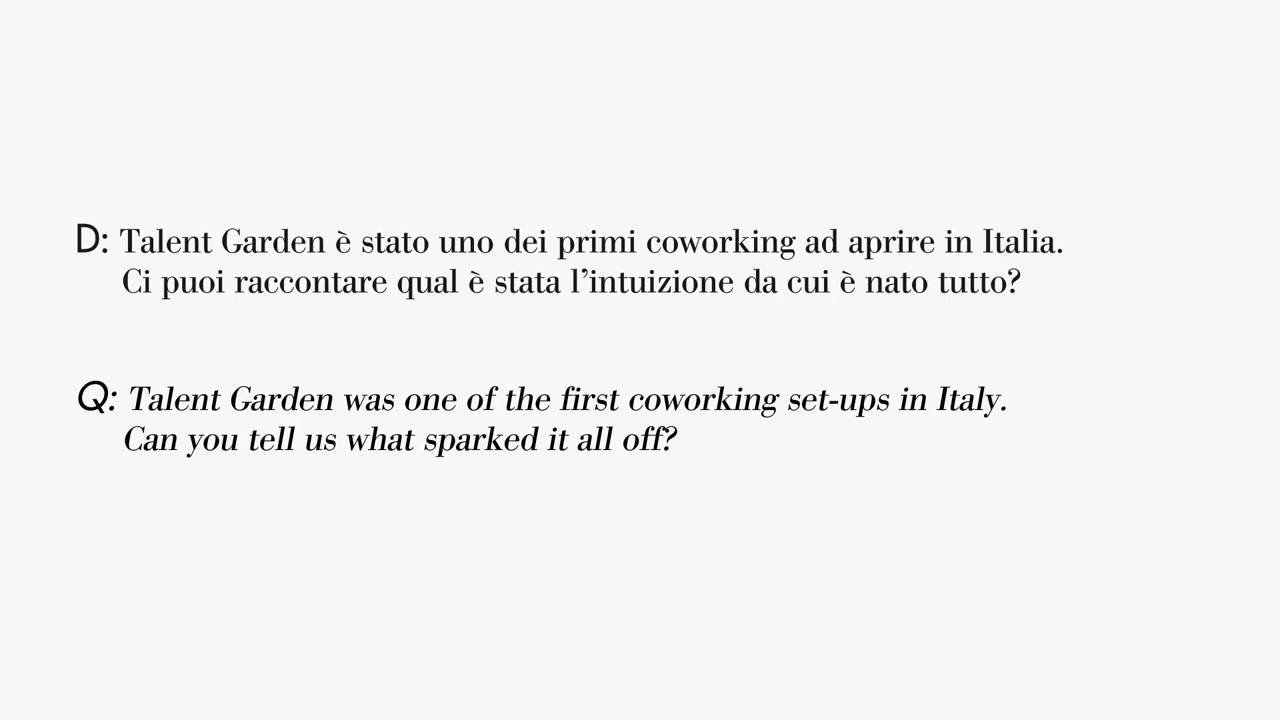 D: Talent Garden è stato uno dei primi coworking ad aprire in Italia.
Ci puoi raccontare qual è stata l’intuizione da cui è nato tutto?
Q: Talent Garden was one of the first coworking set-ups in Italy.
Can you tell us what sparked it all off?